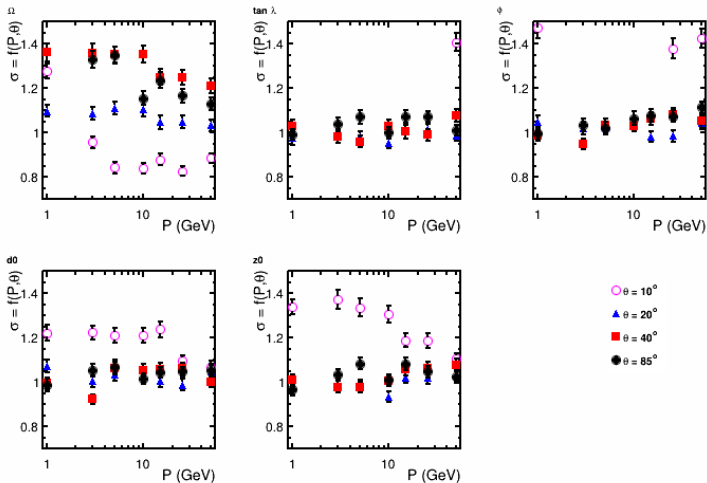 Ω
tan λ
ϕ
σ = f(P,θ)
σ = f(P,θ)
σ = f(P,θ)
1.4
1.4
1.4
1.2
1.2
1.2
1
1
1
0.8
0.8
0.8
1
10
1
10
1
10
P (GeV)
P (GeV)
P (GeV)
d0
z0
σ = f(P,θ)
σ = f(P,θ)
1.4
1.4
θ = 10°
1.2
1.2
θ = 20°
θ = 40°
1
1
θ = 85°
0.8
0.8
1
10
1
10
P (GeV)
P (GeV)